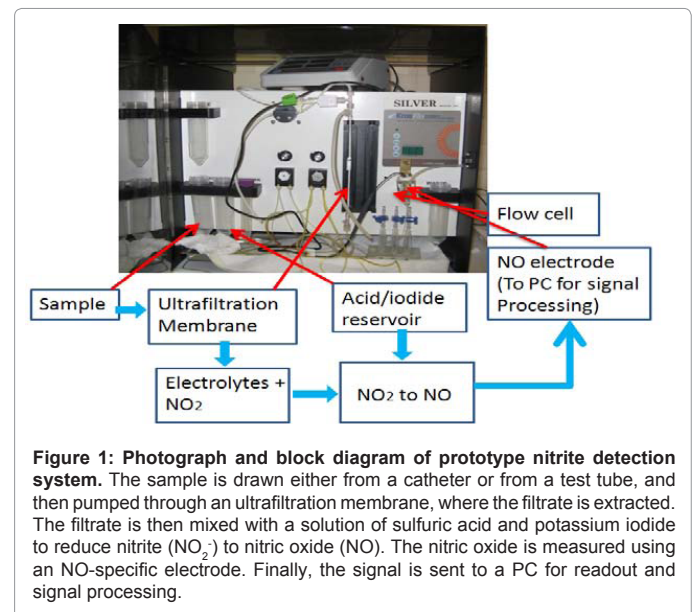 SILVER
Flow cell
NO electrode
(To PC for signal
Processing)
Sample
Ultrafiltration
Membrane
Acid/iodide
reservoir
Electrolytes +
NO₂
NO₂ to NO
Figure 1: Photograph and block diagram of prototype nitrite detection
system. The sample is drawn either from a catheter or from a test tube, and
then pumped through an ultrafiltration membrane, where the filtrate is extracted.
The filtrate is then mixed with a solution of sulfuric acid and potassium iodide
to reduce nitrite (NO₂⁻) to nitric oxide (NO). The nitric oxide is measured using
an NO-specific electrode. Finally, the signal is sent to a PC for readout and
signal processing.